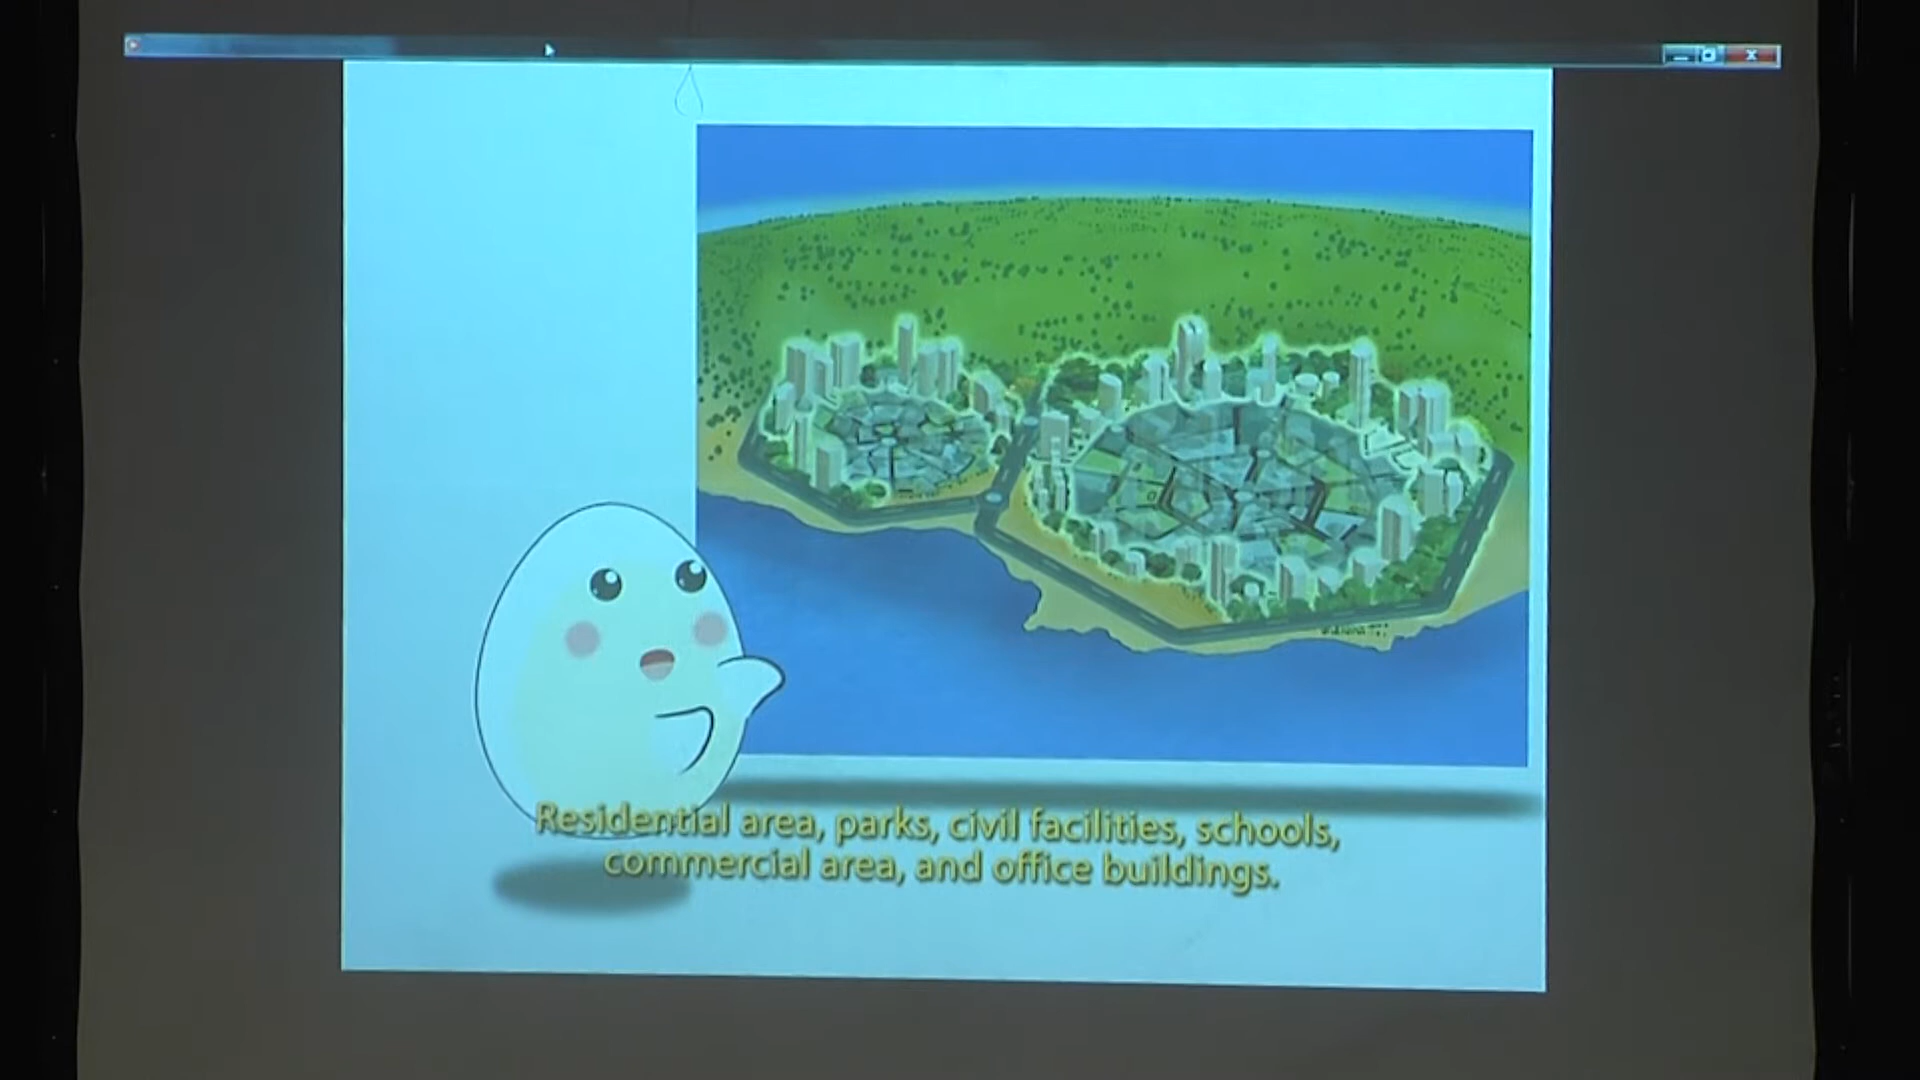 Residential area, parks, civil facilities, schools,
commercial area, and office buildings.